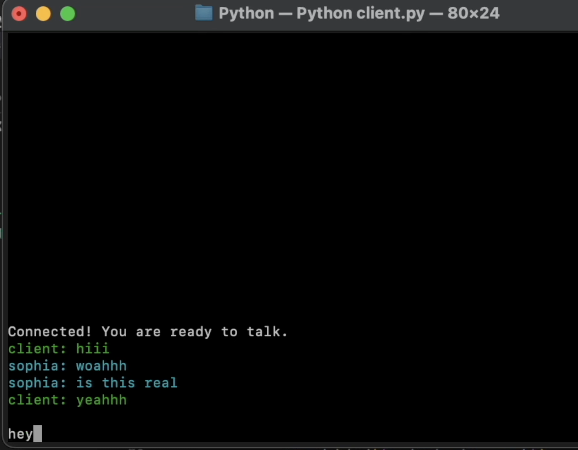 Python — Python client.py — 80×24
Connected! You are ready to talk.
client: hiii
sophia: woahhh
sophia: is this real
client: yeahhh
hey